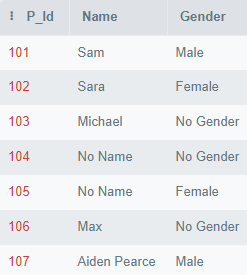 P_Id Name Gender
101 Sam Male
102 Sara Female
103 Michael No Gender
104 No Name No Gender
105 No Name Female
106 Max No Gender
107 Aiden Pearce Male